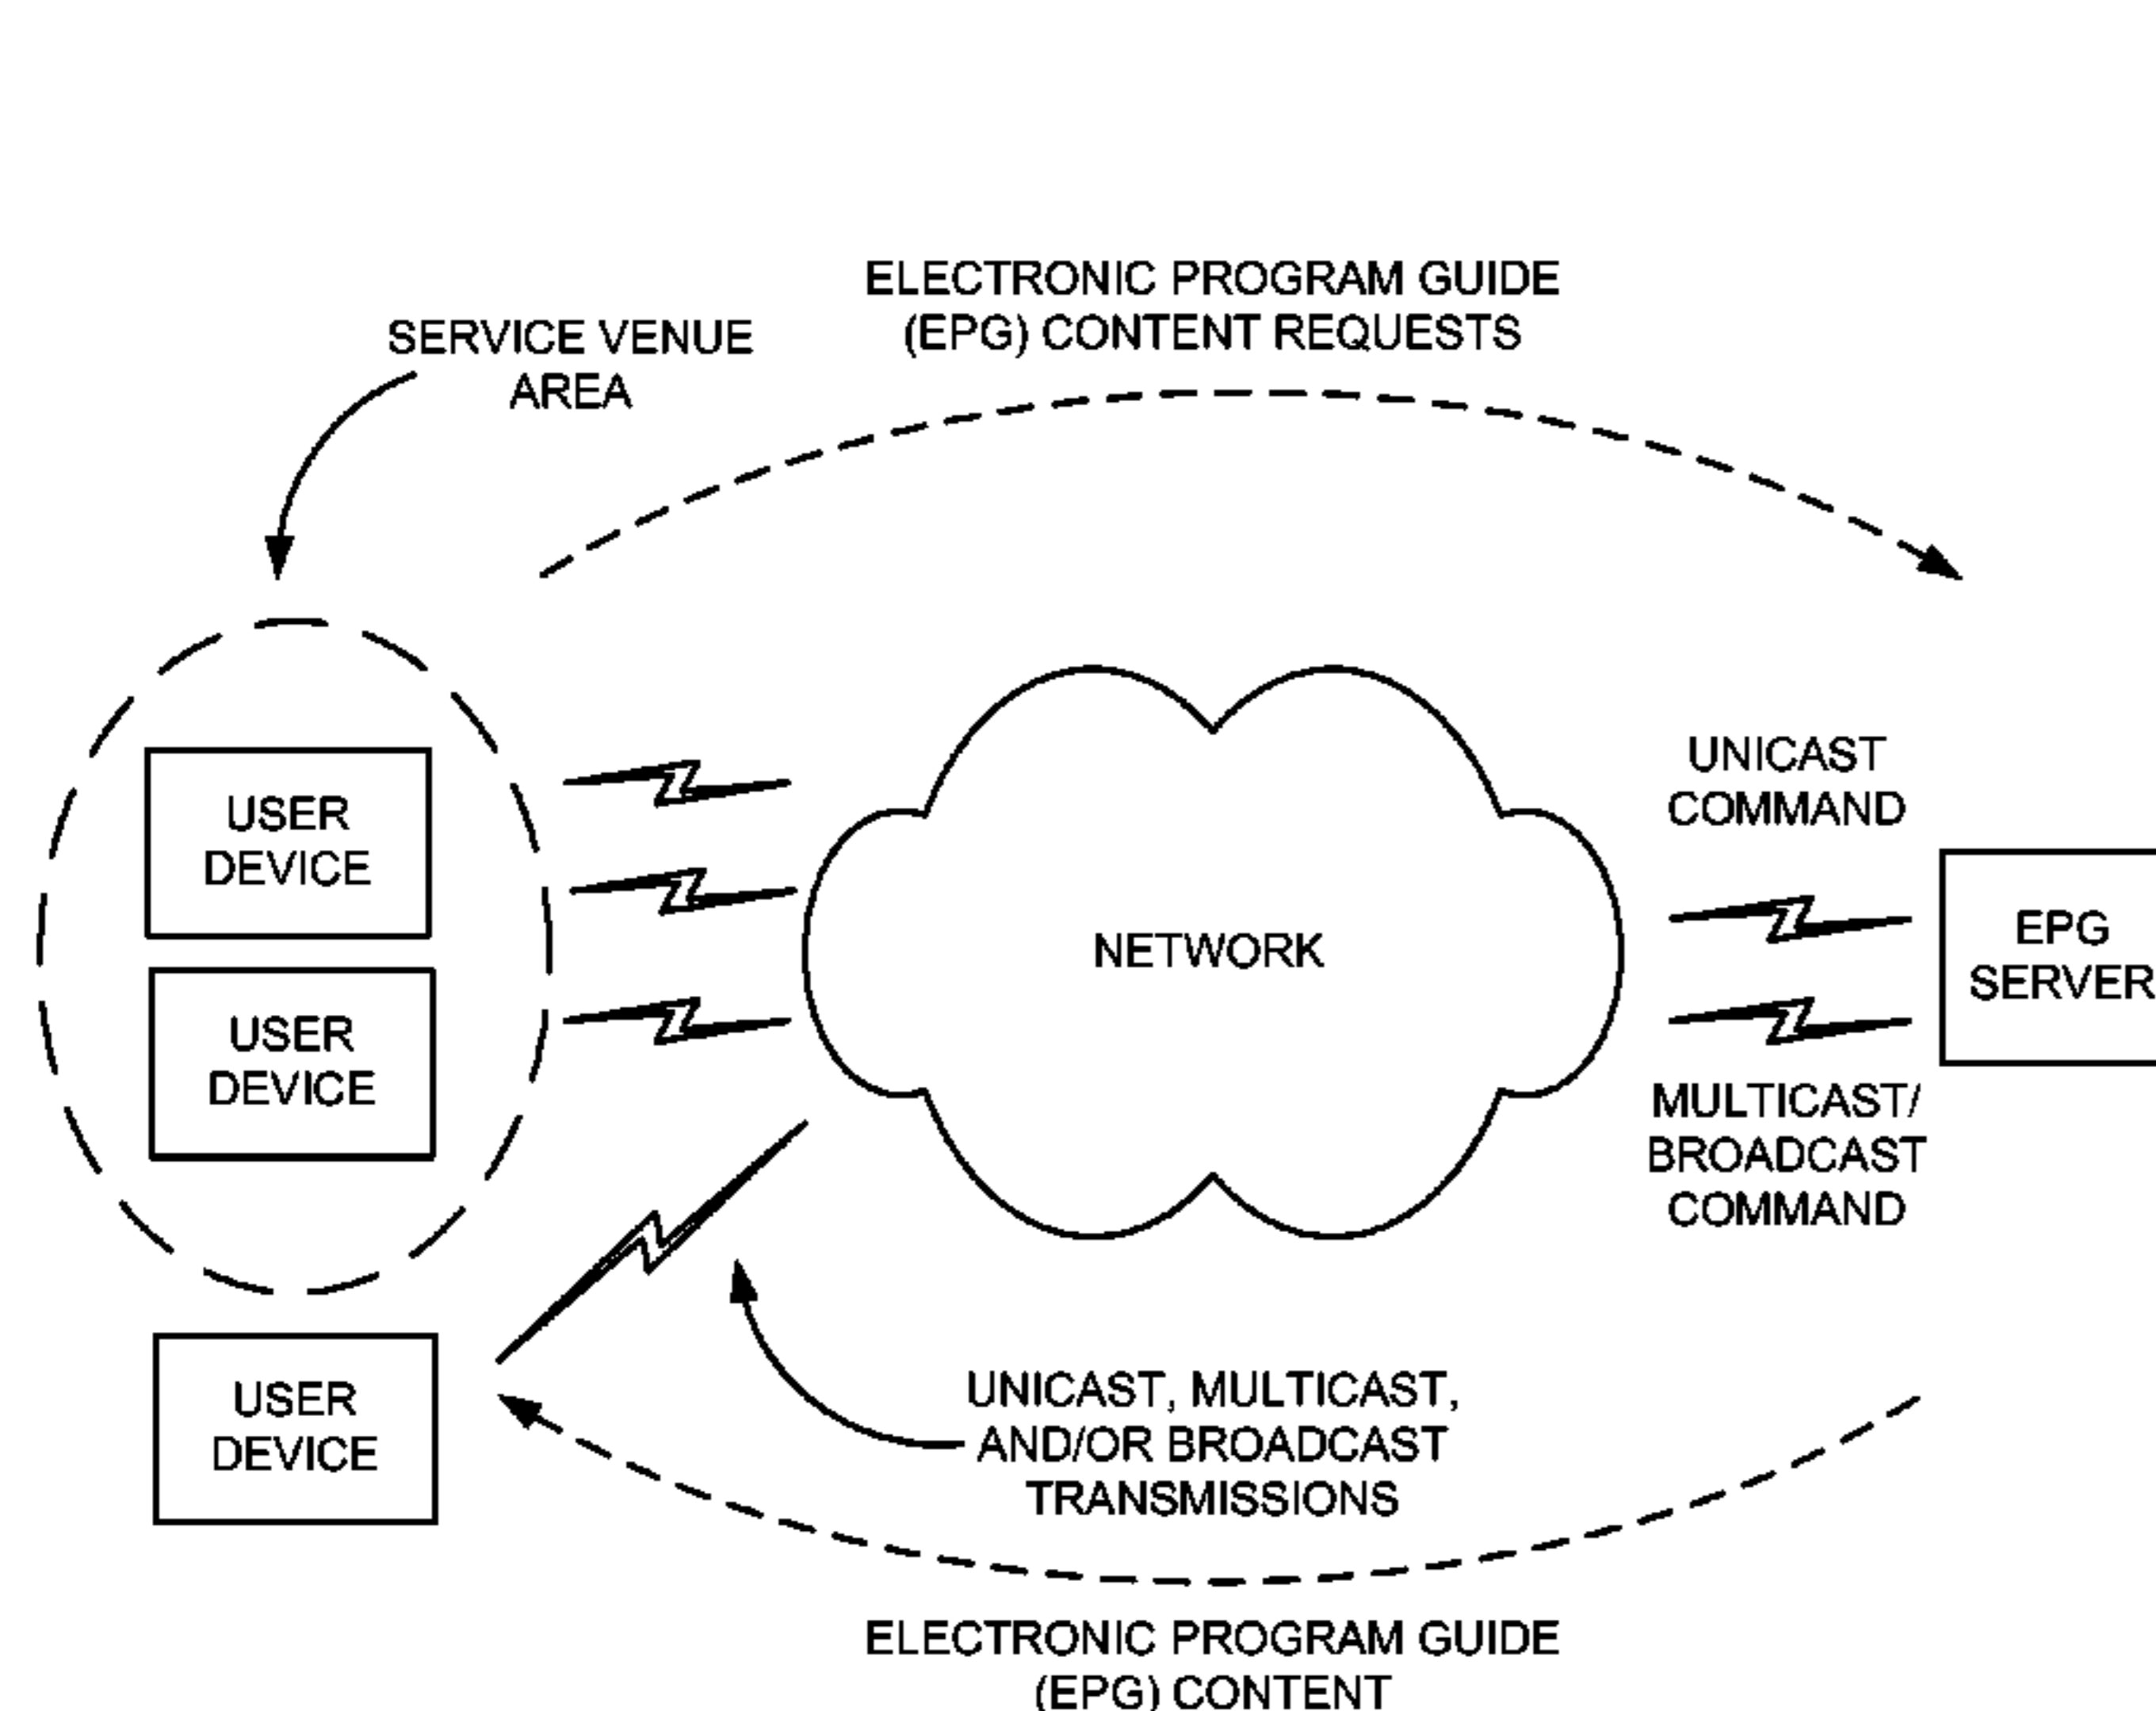 ELECTRONIC PROGRAM GUIDE
(EPG) CONTENT REQUESTS
SERVICE VENUE
AREA
USER
DEVICE
USER
DEVICE
USER
DEVICE
NETWORK
UNICAST
COMMAND
EPG
SERVER
MULTICAST/
BROADCAST
COMMAND
UNICAST, MULTICAST,
AND/OR BROADCAST
TRANSMISSIONS
ELECTRONIC PROGRAM GUIDE
(EPG) CONTENT